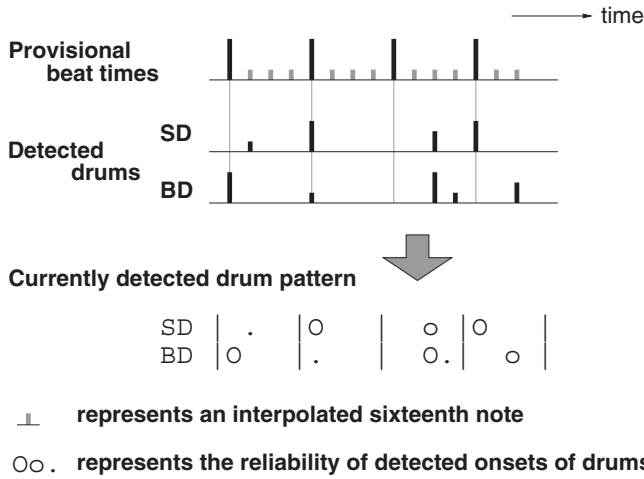 time
Provisional
beat times
SD
Detected
drums
BD
Currently detected drum pattern
SD | . |O | o|O |
BD |O |. | O.| o |
represents an interpolated sixteenth note
Oo. represents the reliability of detected onsets of drums